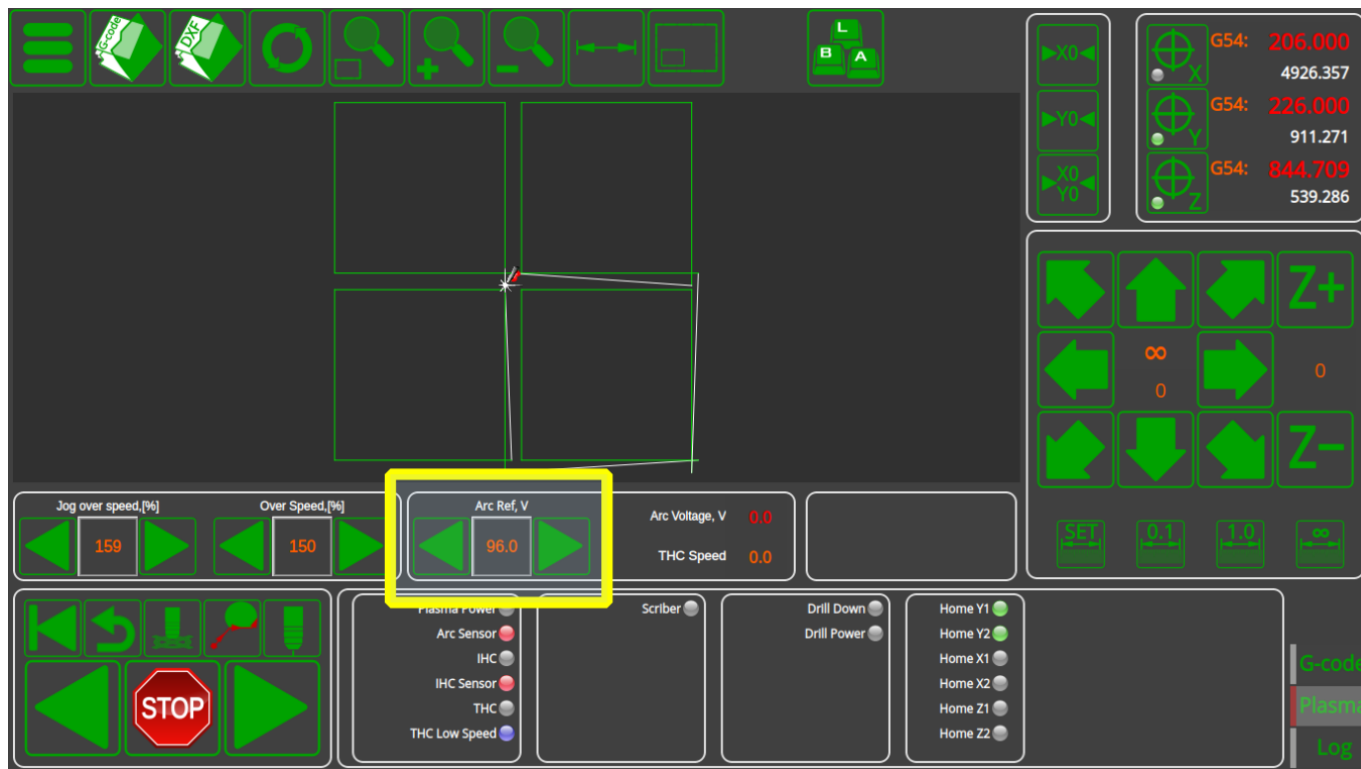 G-code
DXF
L
B A
X0
Y0
X0
Y0
X
G54: 206.000
4926.357
Y
G54: 226.000
911.271
Z
G54: 844.709
539.286
Z+
∞
0
0
Z-
SET 0.1 1.0 ∞
Jog over speed,[%] Over Speed,[%] Arc Ref, V
159 150 96.0
Arc Voltage, V 0.0
THC Speed 0.0
STOP
Plasma Power
Arc Sensor
IHC
IHC Sensor
THC
THC Low Speed
Scriber
Drill Down
Drill Power
Home Y1
Home Y2
Home X1
Home X2
Home Z1
Home Z2
G-code
Plasma
Log